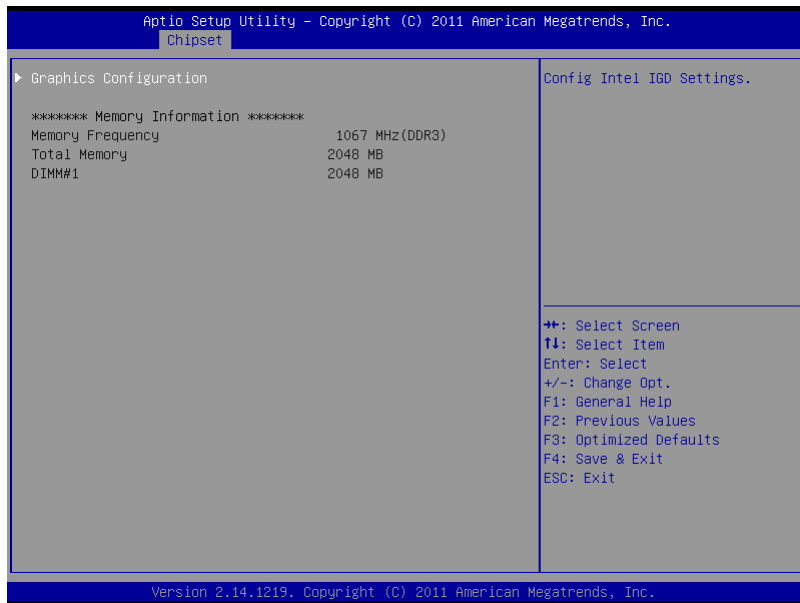 Aptio Setup Utility – Copyright (C) 2011 American Megatrends, Inc.
Chipset
Graphics Configuration
******* Memory Information *******
Memory Frequency 1067 MHz(DDR3)
Total Memory 2048 MB
DIMM#1 2048 MB
Config Intel IGD Settings.
→←: Select Screen
↑↓: Select Item
Enter: Select
+/-: Change Opt.
F1: General Help
F2: Previous Values
F3: Optimized Defaults
F4: Save & Exit
ESC: Exit
Version 2.14.1219. Copyright (C) 2011 American Megatrends, Inc.